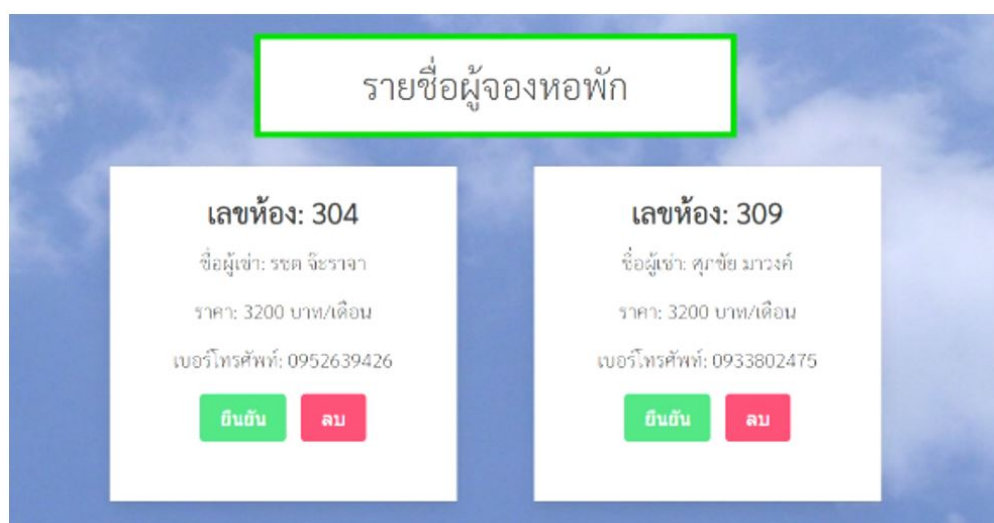 รายชื่อผู้จองหอพัก
เลขห้อง: 304
ชื่อผู้เช่า: รชต จ๊ะราจา
ราคา: 3200 บาท/เดือน
เบอร์โทรศัพท์: 0952639426
ยืนยัน ลบ
เลขห้อง: 309
ชื่อผู้เช่า: ศุภชัย มาวงค์
ราคา: 3200 บาท/เดือน
เบอร์โทรศัพท์: 0933802475
ยืนยัน ลบ